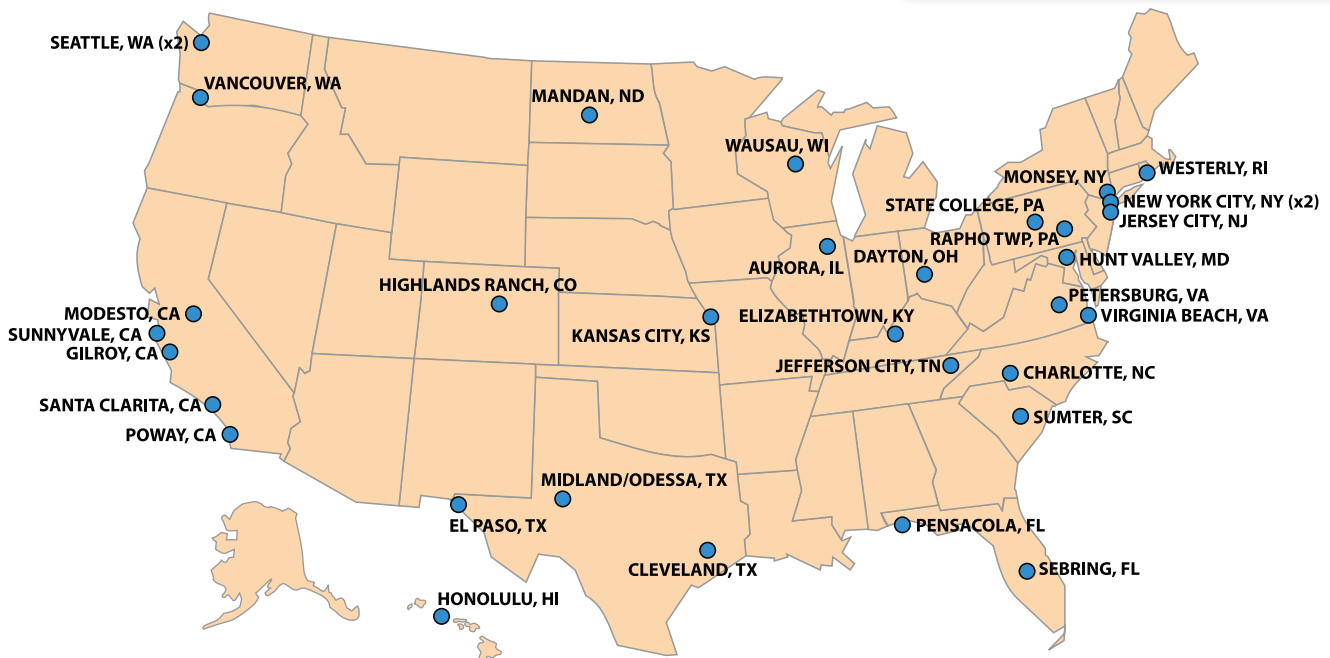 SEATTLE, WA (x2)
VANCOUVER, WA
MANDAN, ND
WAUSAU, WI
WESTERLY, RI
MONSEY, NY
NEW YORK CITY, NY (x2)
STATE COLLEGE, PA
JERSEY CITY, NJ
RAPHO TWP, PA
DAYTON, OH
HUNT VALLEY, MD
AURORA, IL
HIGHLANDS RANCH, CO
PETERSBURG, VA
MODESTO, CA
ELIZABETHTOWN, KY
VIRGINIA BEACH, VA
SUNNYVALE, CA
KANSAS CITY, KS
GILROY, CA
JEFFERSON CITY, TN
CHARLOTTE, NC
SANTA CLARITA, CA
SUMTER, SC
POWAY, CA
MIDLAND/ODESSA, TX
EL PASO, TX
PENSACOLA, FL
CLEVELAND, TX
SEBRING, FL
HONOLULU, HI